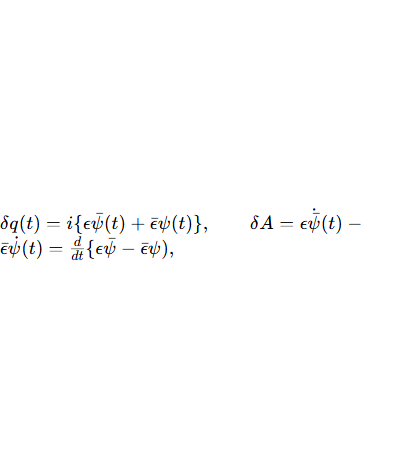 δq(t) = i{ϵψ̄(t) + ϵ̄ψ(t)}, δA = ϵψ̄̇(t) −
ϵ̄ψ̇(t) = d/dt{ϵψ̄ − ϵ̄ψ),